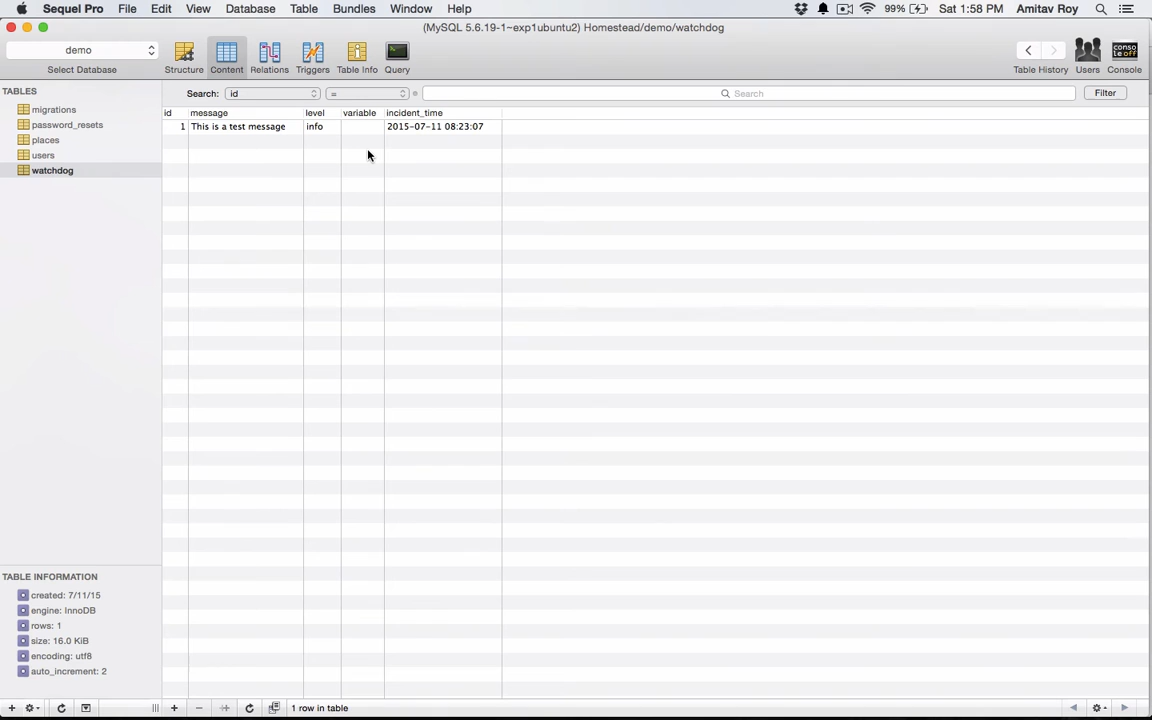 Sequel Pro File Edit View Database Table Bundles Window Help 99% Sat 1:58 PM Amitav Roy
(MySQL 5.6.19-1~exp1ubuntu2) Homestead/demo/watchdog
demo
Select Database Structure Content Relations Triggers Table Info Query Table History Users Console
console off
TABLES
migrations
password_resets
places
users
watchdog
Search: id = Search Filter
id message level variable incident_time
1 This is a test message info 2015-07-11 08:23:07
TABLE INFORMATION
created: 7/11/15
engine: InnoDB
rows: 1
size: 16.0 KiB
encoding: utf8
auto_increment: 2
1 row in table